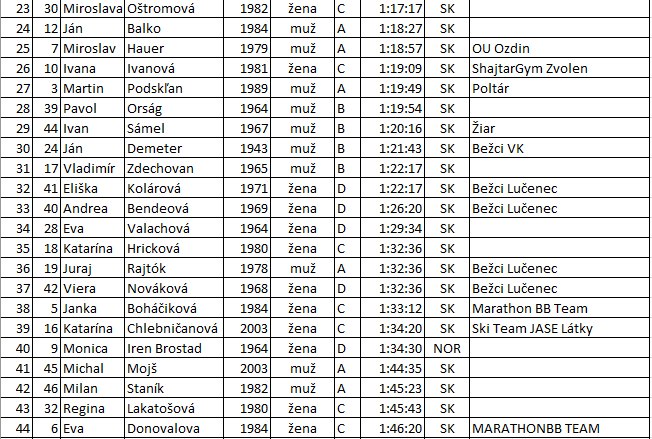 23 30 Miroslava Oštromová 1982 žena C 1:17:17 SK
24 12 Ján Balko 1984 muž A 1:18:27 SK
25 7 Miroslav Hauer 1979 muž A 1:18:57 SK OU Ozdin
26 10 Ivana Ivanová 1981 žena C 1:19:09 SK ShajtarGym Zvolen
27 3 Martin Podskľan 1989 muž A 1:19:49 SK Poltár
28 39 Pavol Orság 1964 muž B 1:19:54 SK
29 44 Ivan Sámel 1967 muž B 1:20:16 SK Žiar
30 24 Ján Demeter 1943 muž B 1:21:43 SK Bežci VK
31 17 Vladimír Zdechovan 1965 muž B 1:22:17 SK
32 41 Eliška Kolárová 1971 žena D 1:22:17 SK Bežci Lučenec
33 40 Andrea Bendeová 1969 žena D 1:26:20 SK Bežci Lučenec
34 28 Eva Valachová 1964 žena D 1:29:34 SK
35 18 Katarína Hricková 1980 žena C 1:32:36 SK
36 19 Juraj Rajtók 1978 muž A 1:32:36 SK Bežci Lučenec
37 42 Viera Nováková 1968 žena D 1:32:36 SK Bežci Lučenec
38 5 Janka Boháčiková 1984 žena C 1:33:12 SK Marathon BB Team
39 16 Katarína Chlebničanová 2003 žena C 1:34:20 SK Ski Team JASE Látky
40 9 Monica Iren Brostad 1964 žena D 1:34:30 NOR
41 45 Michal Mojš 2003 muž A 1:44:35 SK
42 46 Milan Staník 1982 muž A 1:45:23 SK
43 32 Regina Lakatošová 1980 žena C 1:45:43 SK
44 6 Eva Donovalova 1984 žena C 1:46:20 SK MARATHONBB TEAM